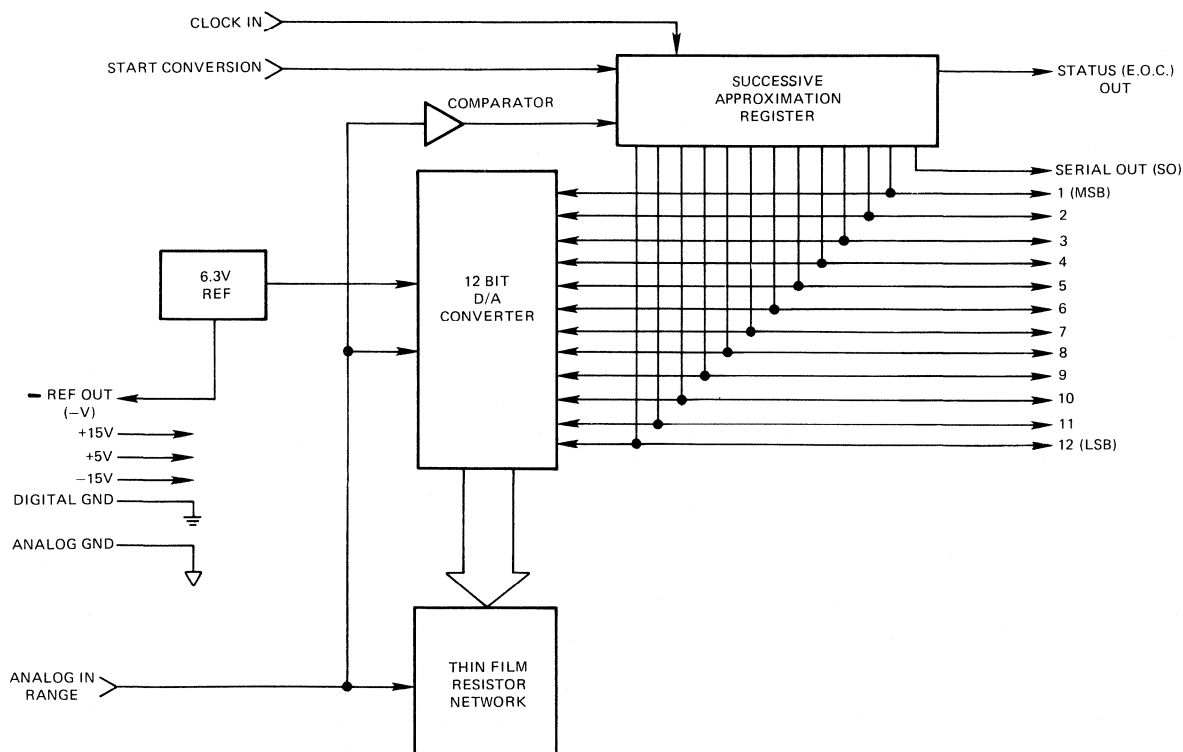 CLOCK IN
START CONVERSION
COMPARATOR
SUCCESSIVE
APPROXIMATION
REGISTER
STATUS (E.O.C.)
OUT
SERIAL OUT (SO)
1 (MSB)
2
3
4
5
6
7
8
9
10
11
12 (LSB)
6.3V
REF
12 BIT
D/A
CONVERTER
REF OUT
(−V)
+15V
+5V
−15V
DIGITAL GND
ANALOG GND
ANALOG IN
RANGE
THIN FILM
RESISTOR
NETWORK